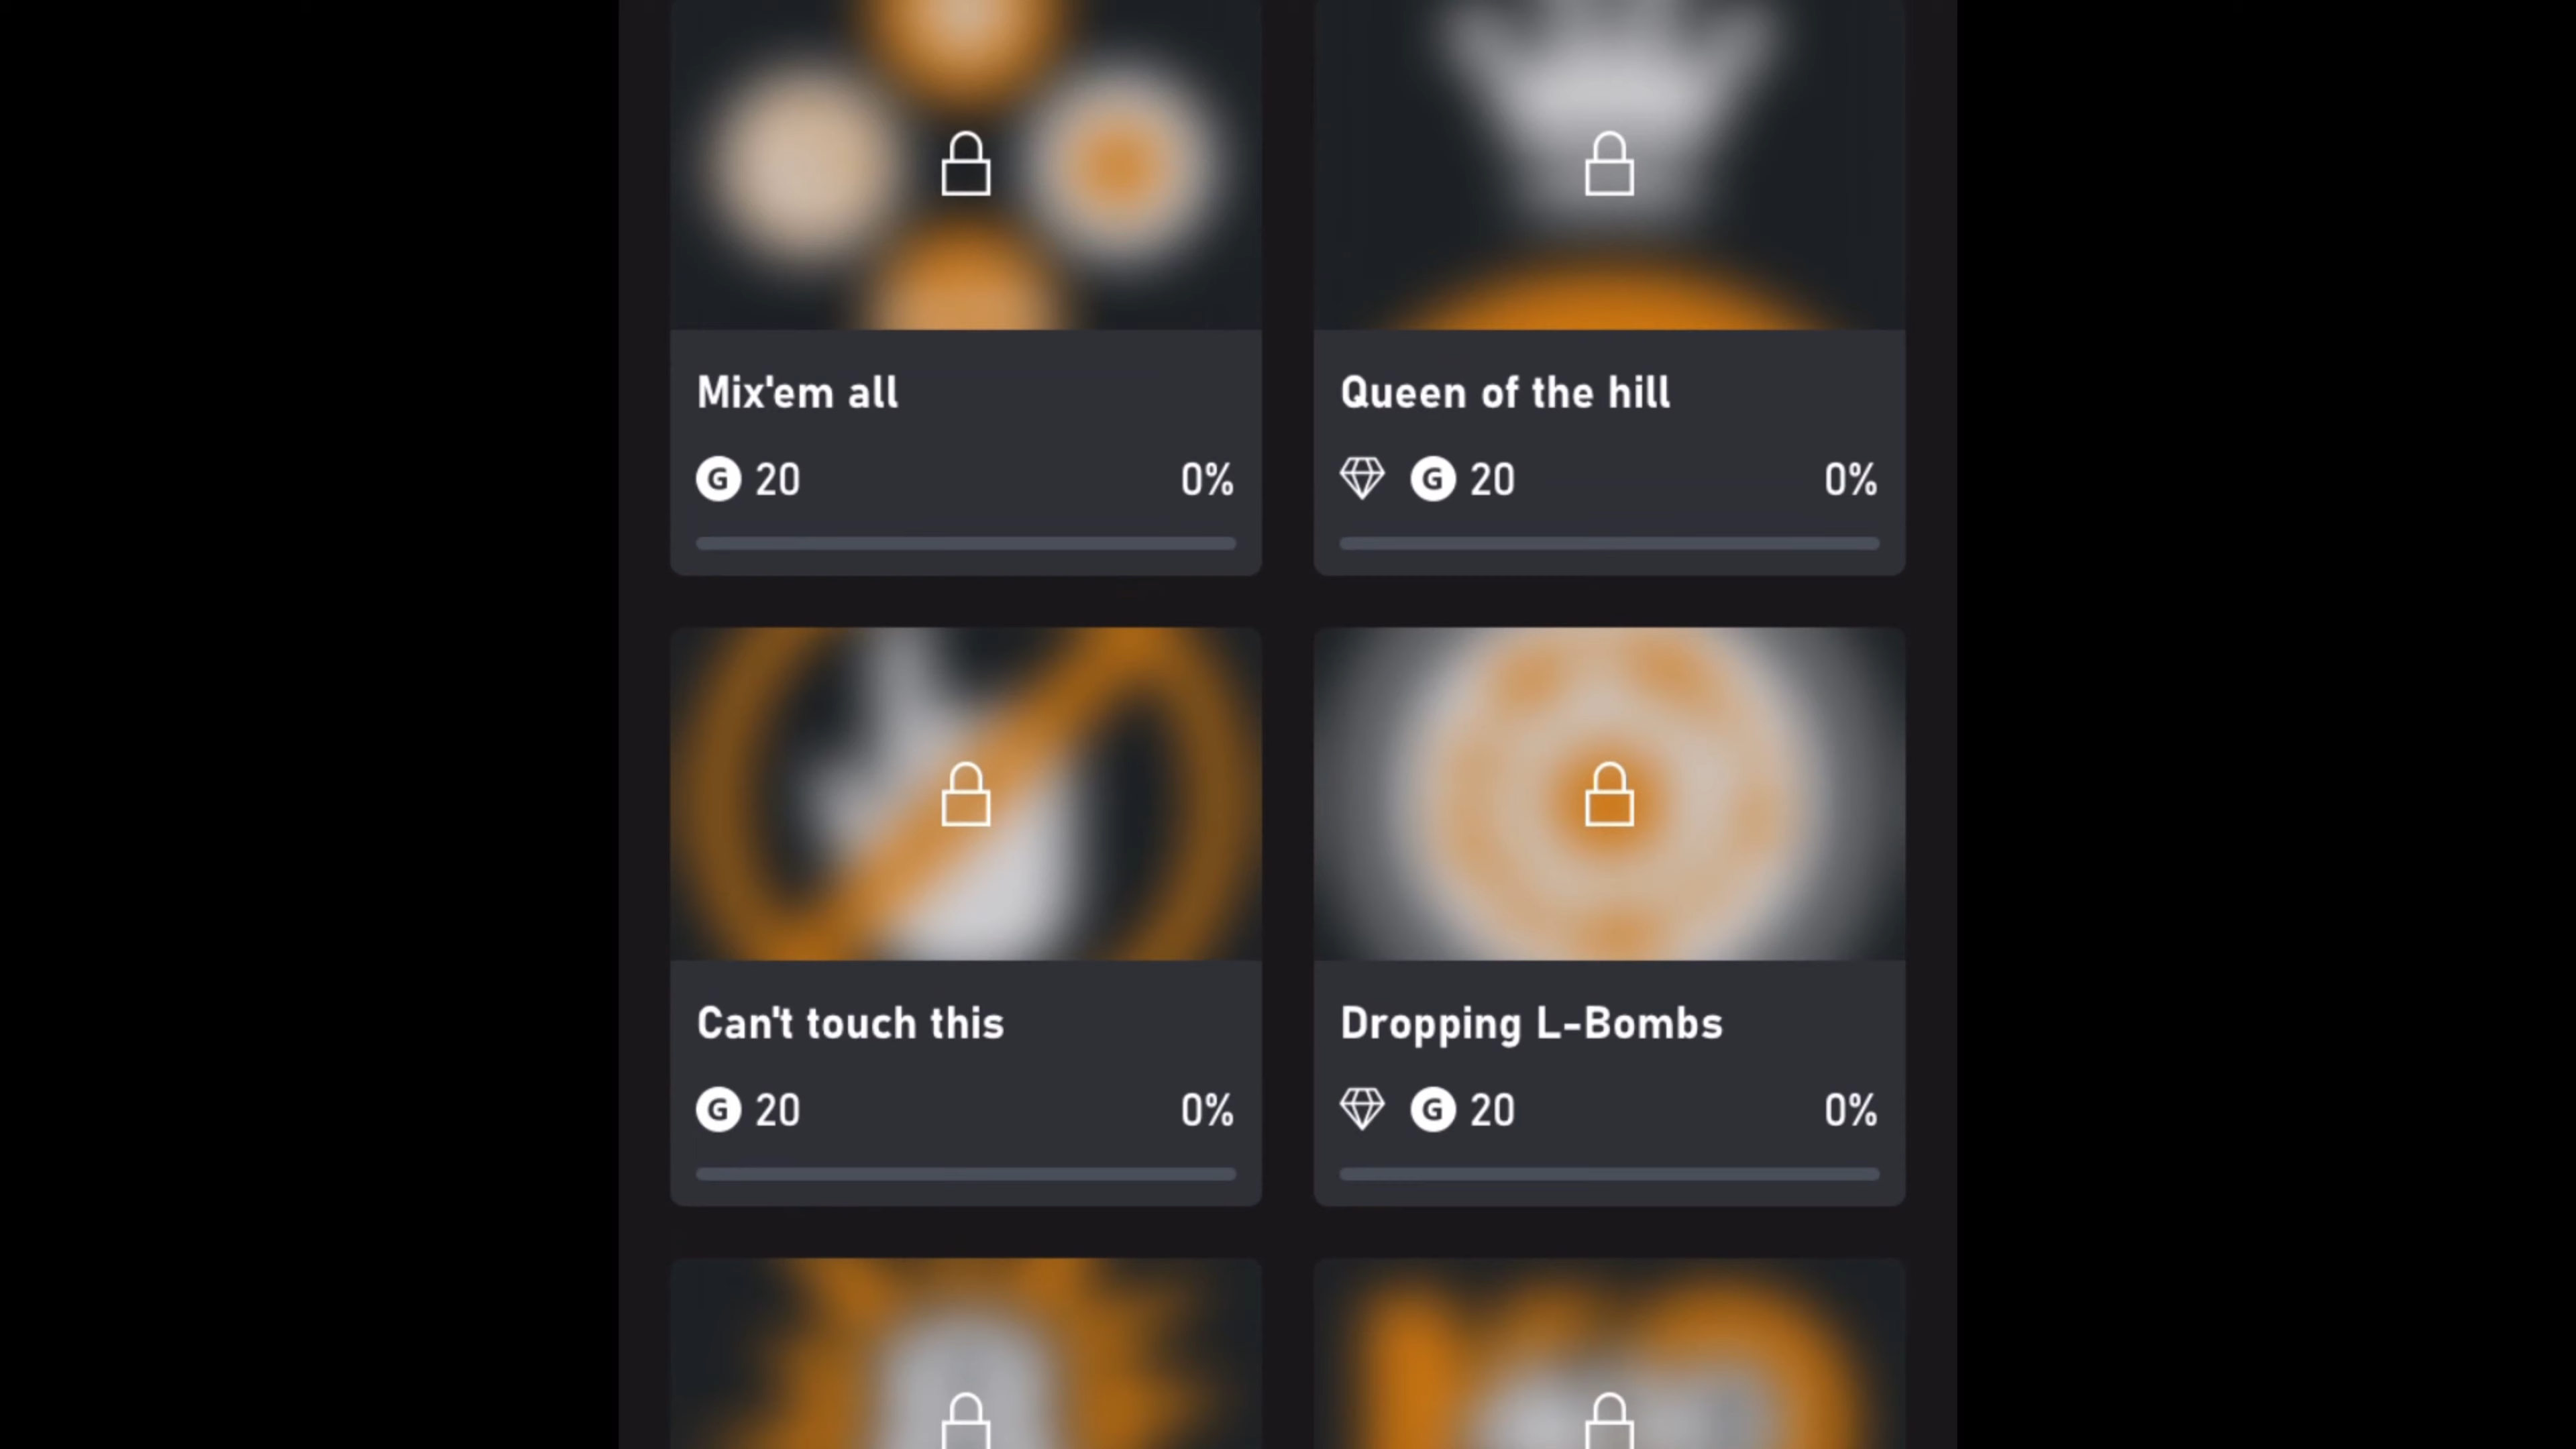 Mix'em all
G 20 0%
Queen of the hill
G 20 0%
Can't touch this
G 20 0%
Dropping L-Bombs
G 20 0%